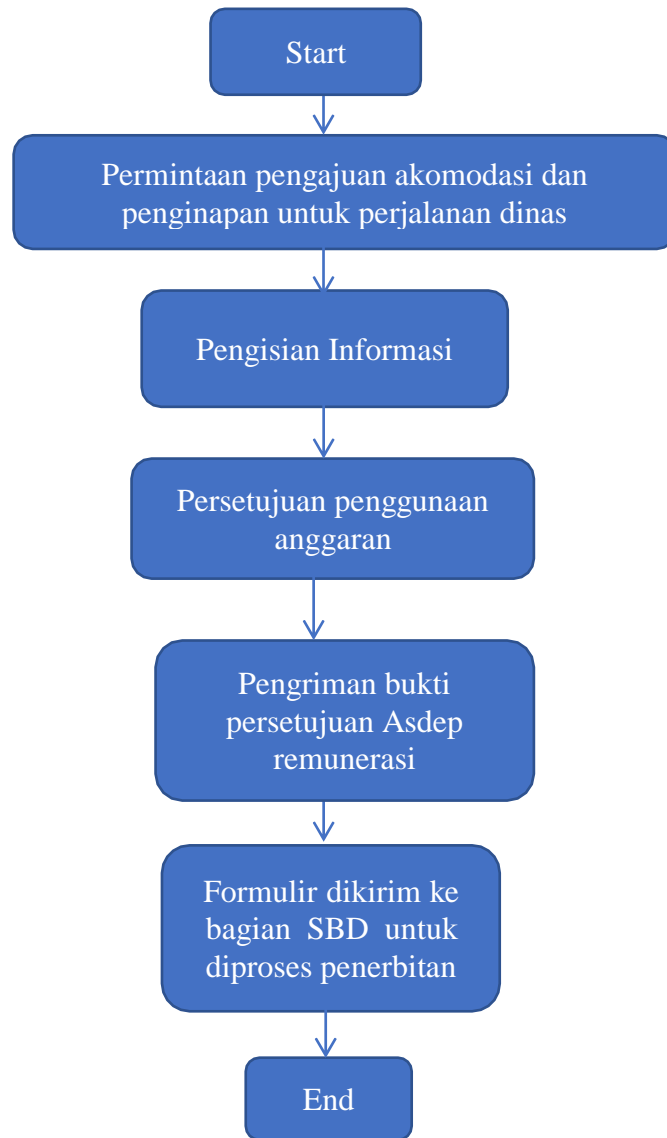 Start
Permintaan pengajuan akomodasi dan
penginapan untuk perjalanan dinas
Pengisian Informasi
Persetujuan penggunaan
anggaran
Pengriman bukti
persetujuan Asdep
remunerasi
Formulir dikirim ke
bagian SBD untuk
diproses penerbitan
End